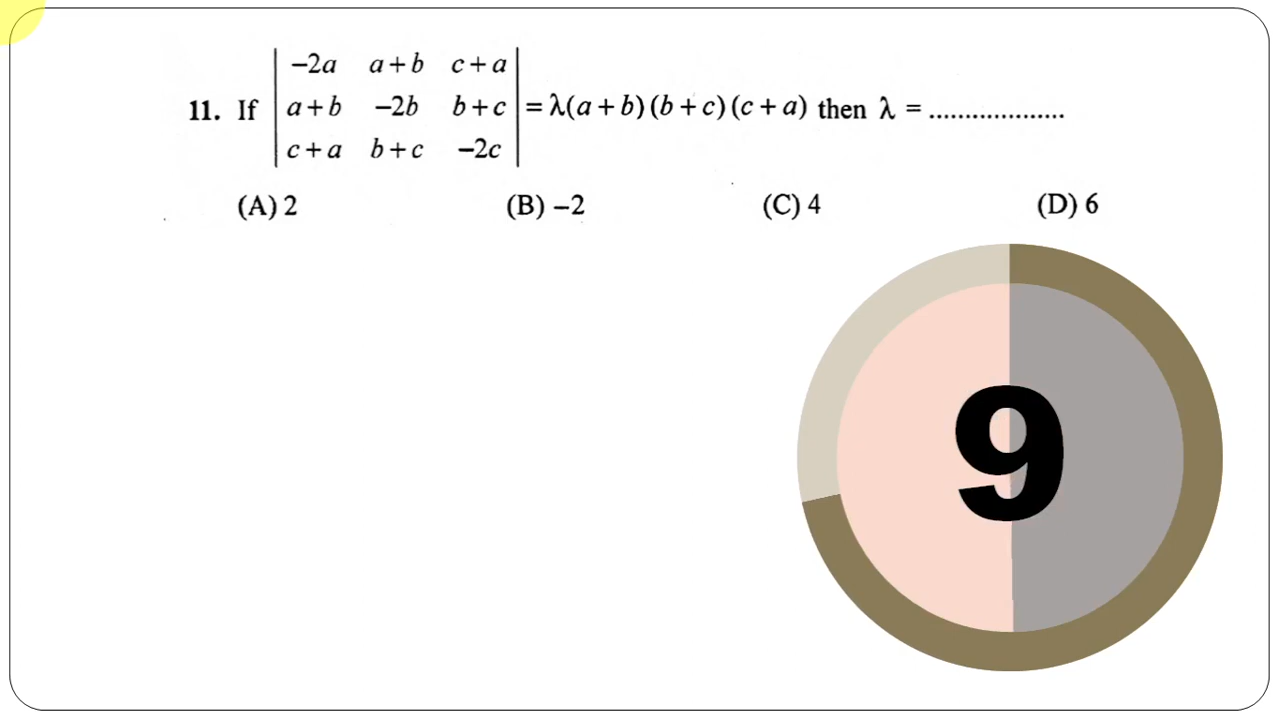 11. If | −2a a+b c+a |
| a+b −2b b+c | = λ(a+b)(b+c)(c+a) then λ = ...................
| c+a b+c −2c |
(A) 2 (B) −2 (C) 4 (D) 6
9